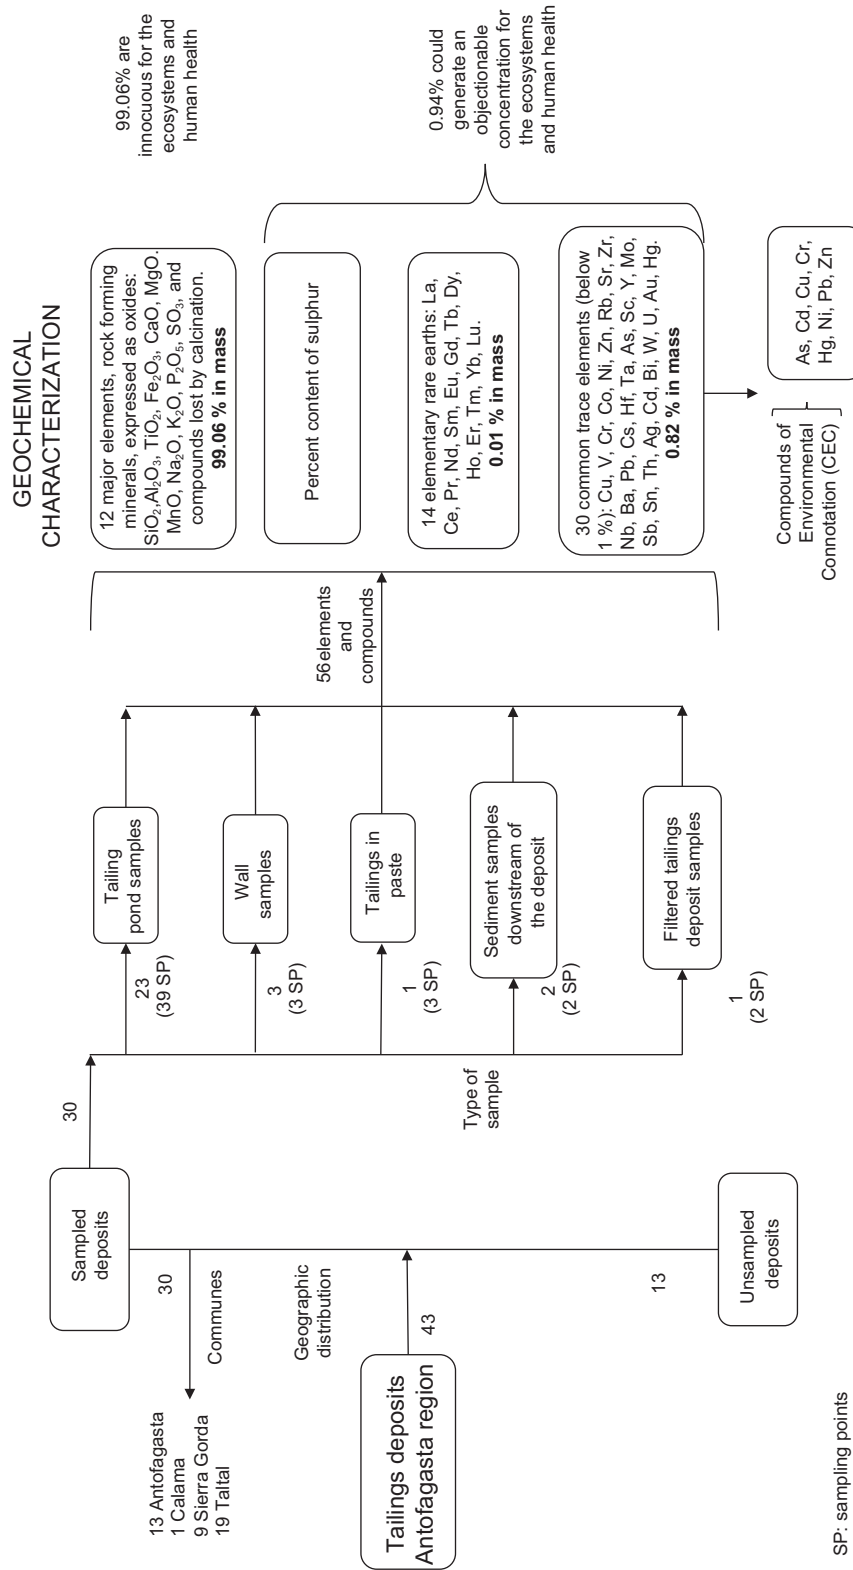 GEOCHEMICAL
CHARACTERIZATION
Tailings deposits
Antofagasta region
43
Geographic
distribution
Sampled
deposits
30
Communes
13 Antofagasta
1 Calama
9 Sierra Gorda
19 Taltal
13
Unsampled
deposits
30
Type of
sample
23
(39 SP)
Tailing
pond samples
3
(3 SP)
Wall
samples
1
(3 SP)
Tailings in
paste
2
(2 SP)
Sediment samples
downstream of
the deposit
1
(2 SP)
Filtered tailings
deposit samples
56elements
and
compounds
12 major elements, rock forming
minerals, expressed as oxides:
SiO₂,Al₂O₃, TiO₂, Fe₂O₃, CaO, MgO.
MnO, Na₂O, K₂O, P₂O₅, SO₃, and
compounds lost by calcination.
99.06 % in mass
Percent content of sulphur
14 elementary rare earths: La,
Ce, Pr, Nd, Sm, Eu, Gd, Tb, Dy,
Ho, Er, Tm, Yb, Lu.
0.01 % in mass
30 common trace elements (below
1 %): Cu, V, Cr, Co, Ni, Zn, Rb, Sr, Zr,
Nb, Ba, Pb, Cs, Hf, Ta, As, Sc, Y, Mo,
Sb, Sn, Th, Ag, Cd, Bi, W, U, Au, Hg.
0.82 % in mass
Compounds of
Environmental
Connotation (CEC)
As, Cd, Cu, Cr,
Hg, Ni, Pb, Zn
99.06% are
innocuous for the
ecosystems and
human health
0.94% could
generate an
objectionable
concentration for
the ecosystems
and human health
SP: sampling points